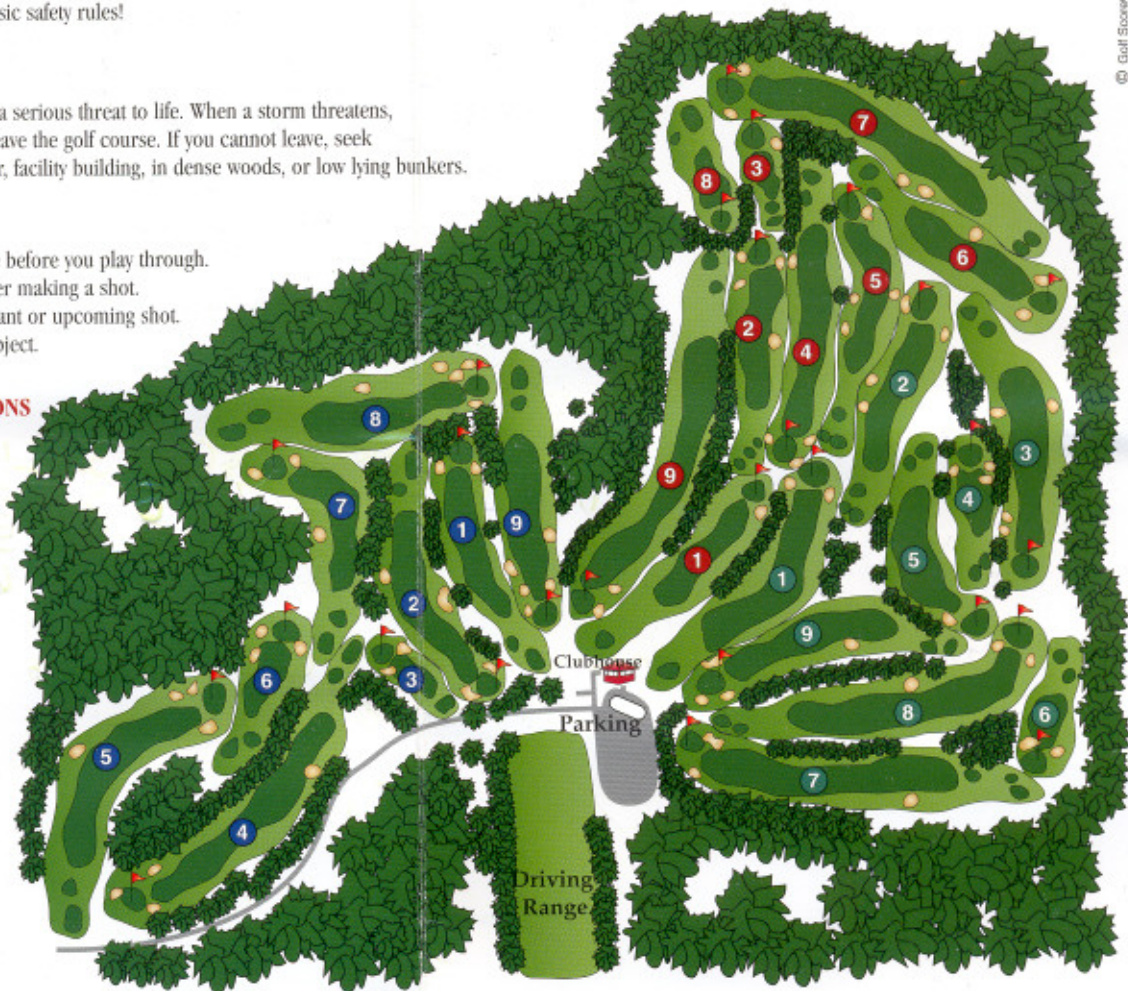 sic safety rules!
a serious threat to life. When a storm threatens,
ave the golf course. If you cannot leave, seek
r, facility building, in dense woods, or low lying bunkers.
before you play through.
er making a shot.
ant or upcoming shot.
ject.
ONS
© Golf Score
7
3
8
6
5
2
4
2
9
3
4
1
1
5
9
8
6
7
8
7
1
9
2
6
3
5
4
Clubhouse
Parking
Driving
Range